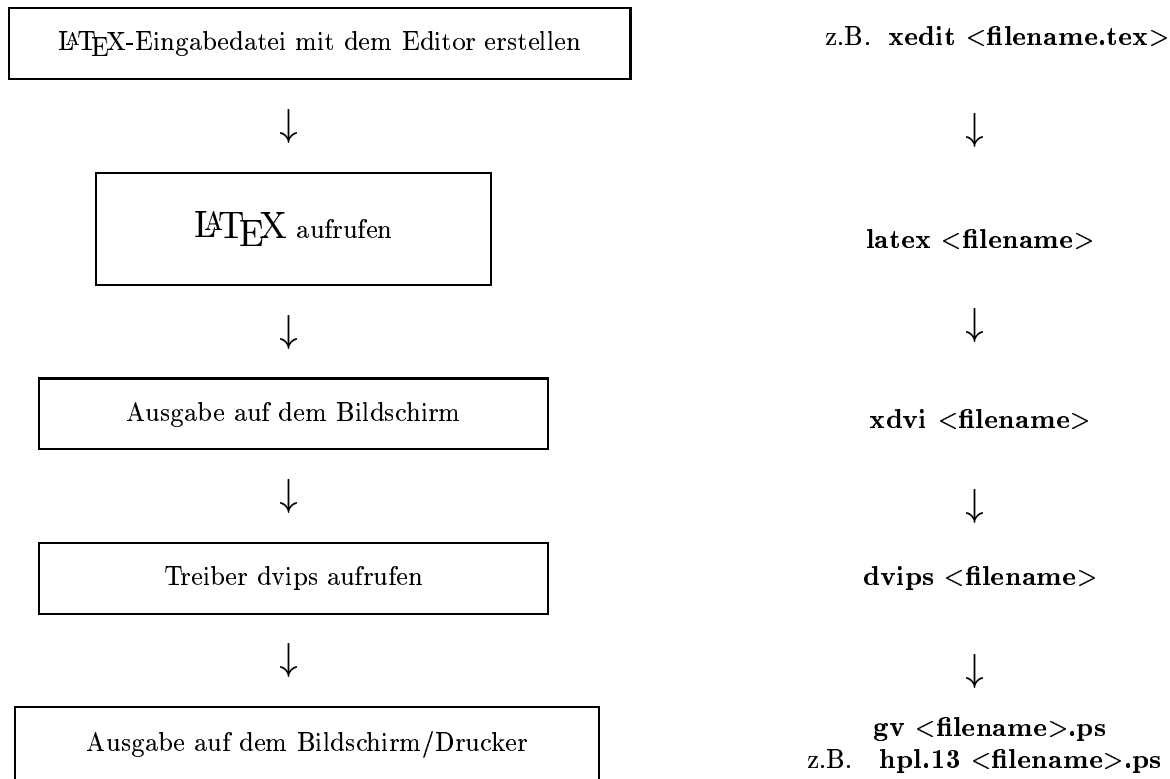 LATEX-Eingabedatei mit dem Editor erstellen
z.B. xedit <filename.tex>
↓ ↓
LATEX aufrufen
latex <filename>
↓ ↓
Ausgabe auf dem Bildschirm
xdvi <filename>
↓ ↓
Treiber dvips aufrufen
dvips <filename>
↓ ↓
Ausgabe auf dem Bildschirm/Drucker
gv <filename>.ps
z.B. hpl.13 <filename>.ps